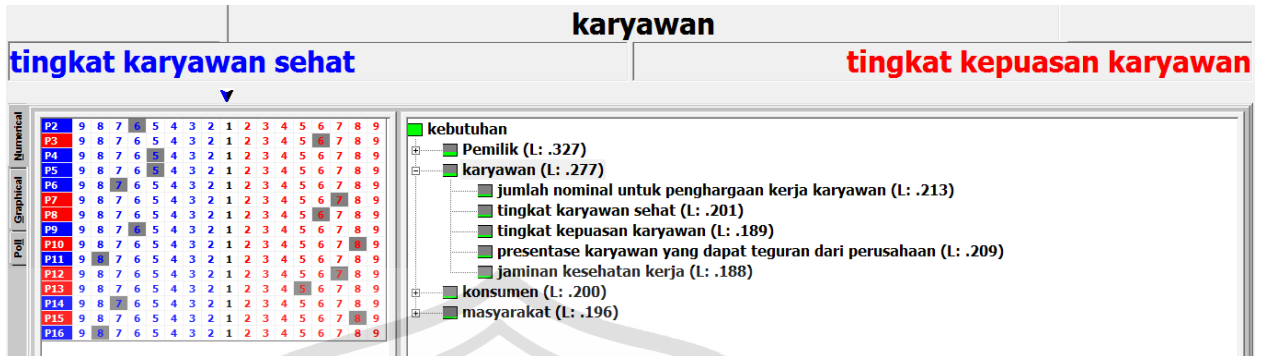 karyawan
tingkat karyawan sehat
tingkat kepuasan karyawan
Numerical
Graphical
Poll
P2 9 8 7 6 5 4 3 2 1 2 3 4 5 6 7 8 9
P3 9 8 7 6 5 4 3 2 1 2 3 4 5 6 7 8 9
P4 9 8 7 6 5 4 3 2 1 2 3 4 5 6 7 8 9
P5 9 8 7 6 5 4 3 2 1 2 3 4 5 6 7 8 9
P6 9 8 7 6 5 4 3 2 1 2 3 4 5 6 7 8 9
P7 9 8 7 6 5 4 3 2 1 2 3 4 5 6 7 8 9
P8 9 8 7 6 5 4 3 2 1 2 3 4 5 6 7 8 9
P9 9 8 7 6 5 4 3 2 1 2 3 4 5 6 7 8 9
P10 9 8 7 6 5 4 3 2 1 2 3 4 5 6 7 8 9
P11 9 8 7 6 5 4 3 2 1 2 3 4 5 6 7 8 9
P12 9 8 7 6 5 4 3 2 1 2 3 4 5 6 7 8 9
P13 9 8 7 6 5 4 3 2 1 2 3 4 5 6 7 8 9
P14 9 8 7 6 5 4 3 2 1 2 3 4 5 6 7 8 9
P15 9 8 7 6 5 4 3 2 1 2 3 4 5 6 7 8 9
P16 9 8 7 6 5 4 3 2 1 2 3 4 5 6 7 8 9
kebutuhan
Pemilik (L: .327)
karyawan (L: .277)
jumlah nominal untuk penghargaan kerja karyawan (L: .213)
tingkat karyawan sehat (L: .201)
tingkat kepuasan karyawan (L: .189)
presentase karyawan yang dapat teguran dari perusahaan (L: .209)
jaminan kesehatan kerja (L: .188)
konsumen (L: .200)
masyarakat (L: .196)